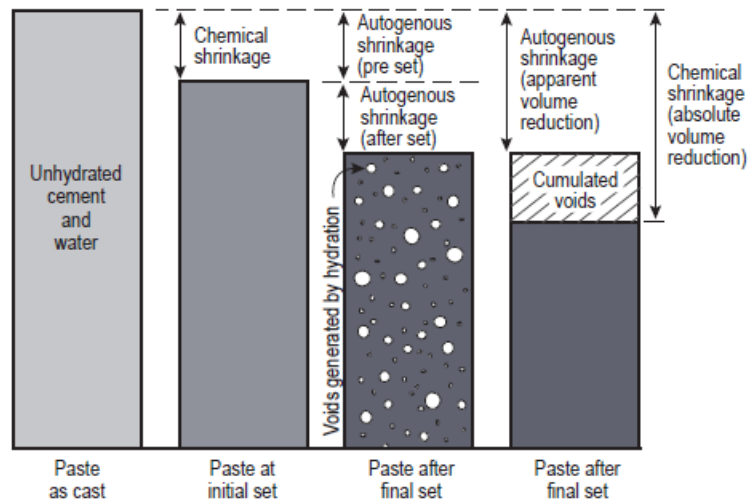 Unhydrated
cement
and
water
Chemical
shrinkage
Autogenous
shrinkage
(pre set)
Autogenous
shrinkage
(after set)
Voids generated by hydration
Autogenous
shrinkage
(apparent
volume
reduction)
Cumulated
voids
Chemical
shrinkage
(absolute
volume
reduction)
Paste
as cast
Paste at
initial set
Paste after
final set
Paste after
final set